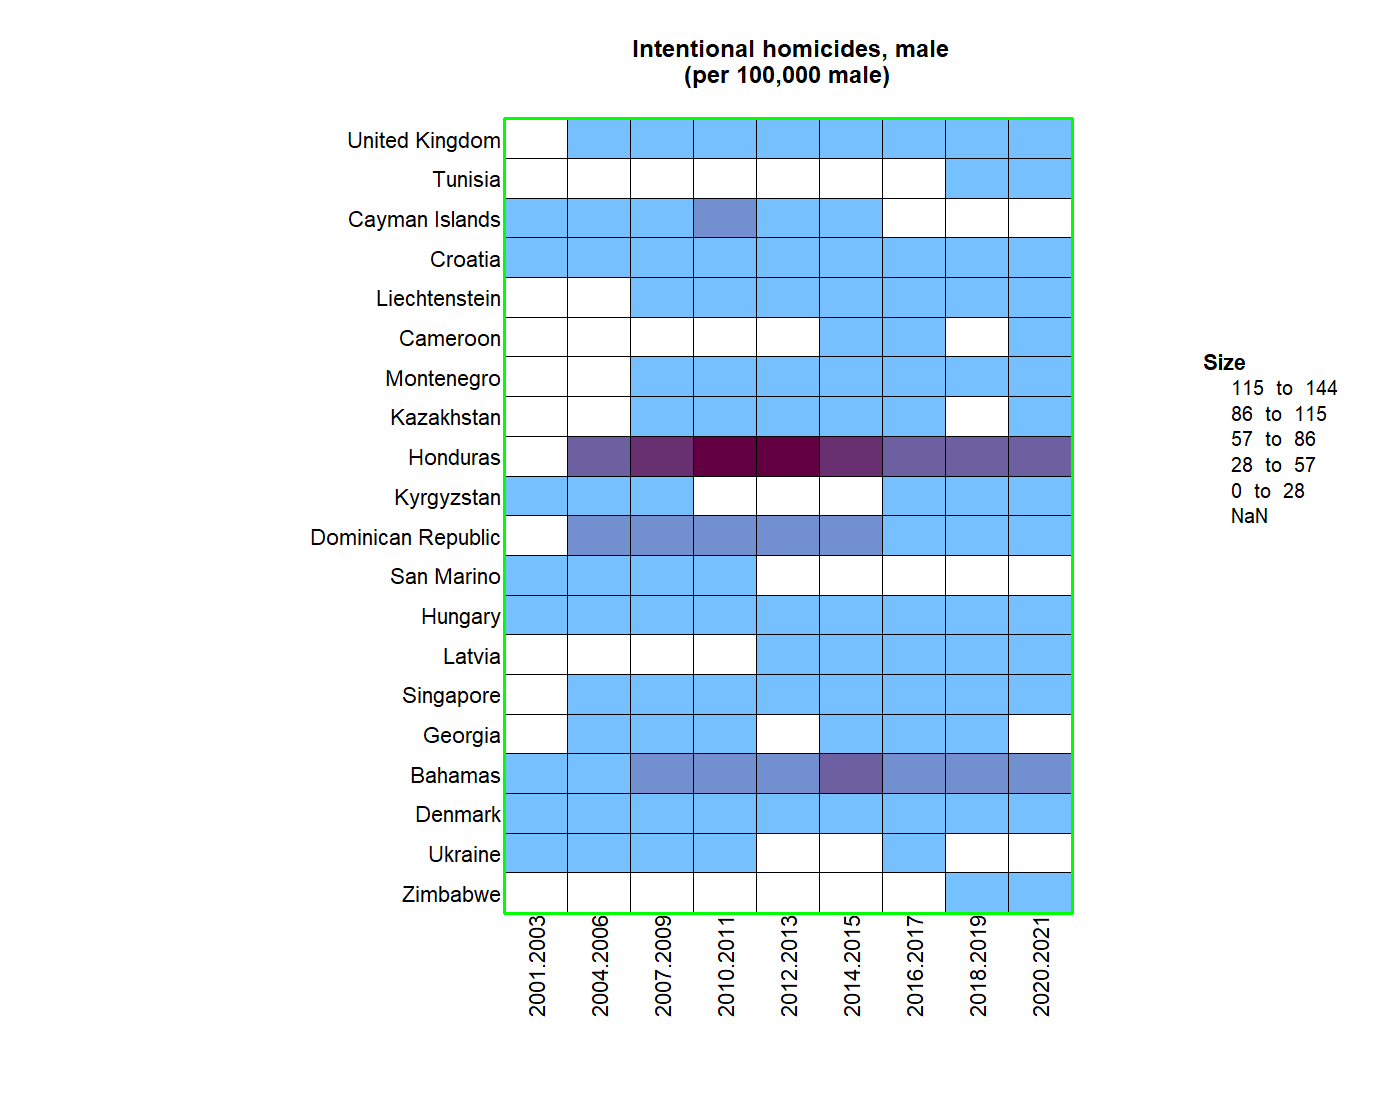 Intentional homicides, male
(per 100,000 male)
United Kingdom
Tunisia
Cayman Islands
Croatia
Liechtenstein
Cameroon
Montenegro
Kazakhstan
Honduras
Kyrgyzstan
Dominican Republic
San Marino
Hungary
Latvia
Singapore
Georgia
Bahamas
Denmark
Ukraine
Zimbabwe
2001.2003
2004.2006
2007.2009
2010.2011
2012.2013
2014.2015
2016.2017
2018.2019
2020.2021
Size
115 to 144
86 to 115
57 to 86
28 to 57
0 to 28
NaN